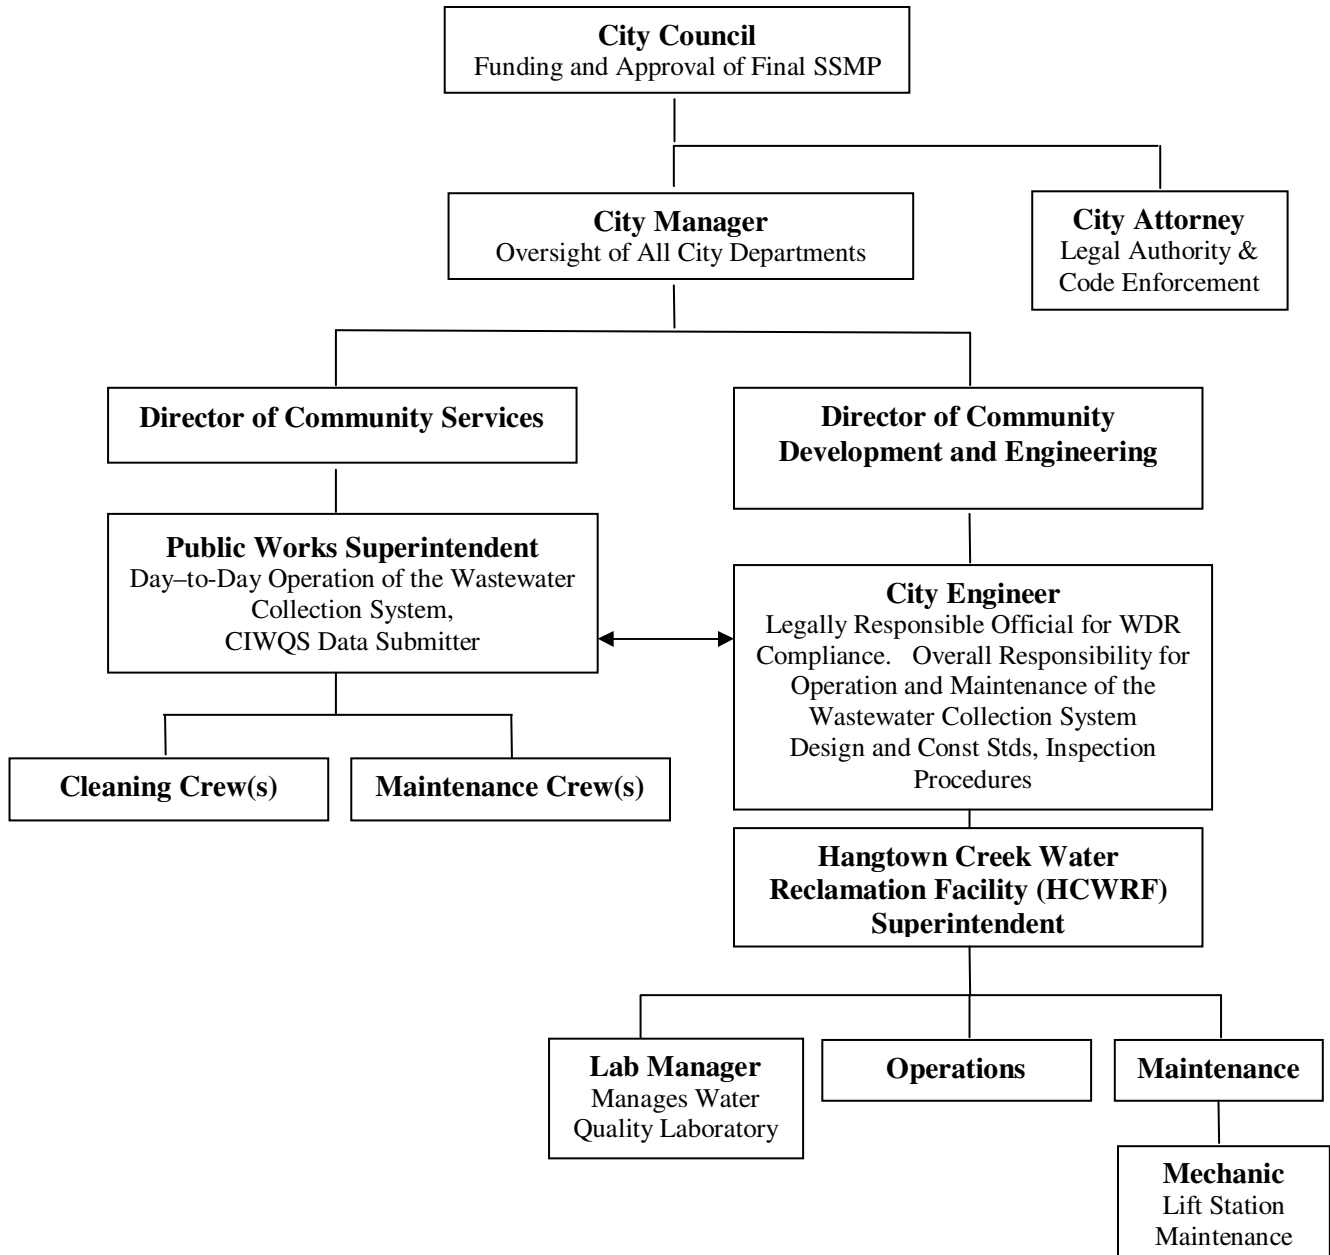 City Council
Funding and Approval of Final SSMP
City Manager
Oversight of All City Departments
City Attorney
Legal Authority &
Code Enforcement
Director of Community Services
Director of Community
Development and Engineering
Public Works Superintendent
Day–to-Day Operation of the Wastewater
Collection System,
CIWQS Data Submitter
City Engineer
Legally Responsible Official for WDR
Compliance.   Overall Responsibility for
Operation and Maintenance of the
Wastewater Collection System
Design and Const Stds, Inspection
Procedures
Cleaning Crew(s)
Maintenance Crew(s)
Hangtown Creek Water
Reclamation Facility (HCWRF)
Superintendent
Lab Manager
Manages Water
Quality Laboratory
Operations
Maintenance
Mechanic
Lift Station
Maintenance